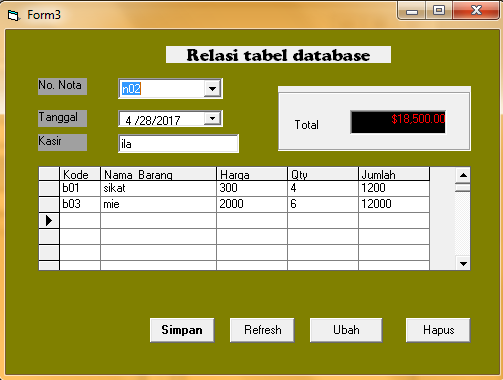 Form3
Relasi tabel database
No. Nota n02
Tanggal 4 /28/2017
Kasir ila
Total $18,500.00
Kode Nama_Barang Harga Qty Jumlah
b01 sikat 300 4 1200
b03 mie 2000 6 12000
Simpan Refresh Ubah Hapus